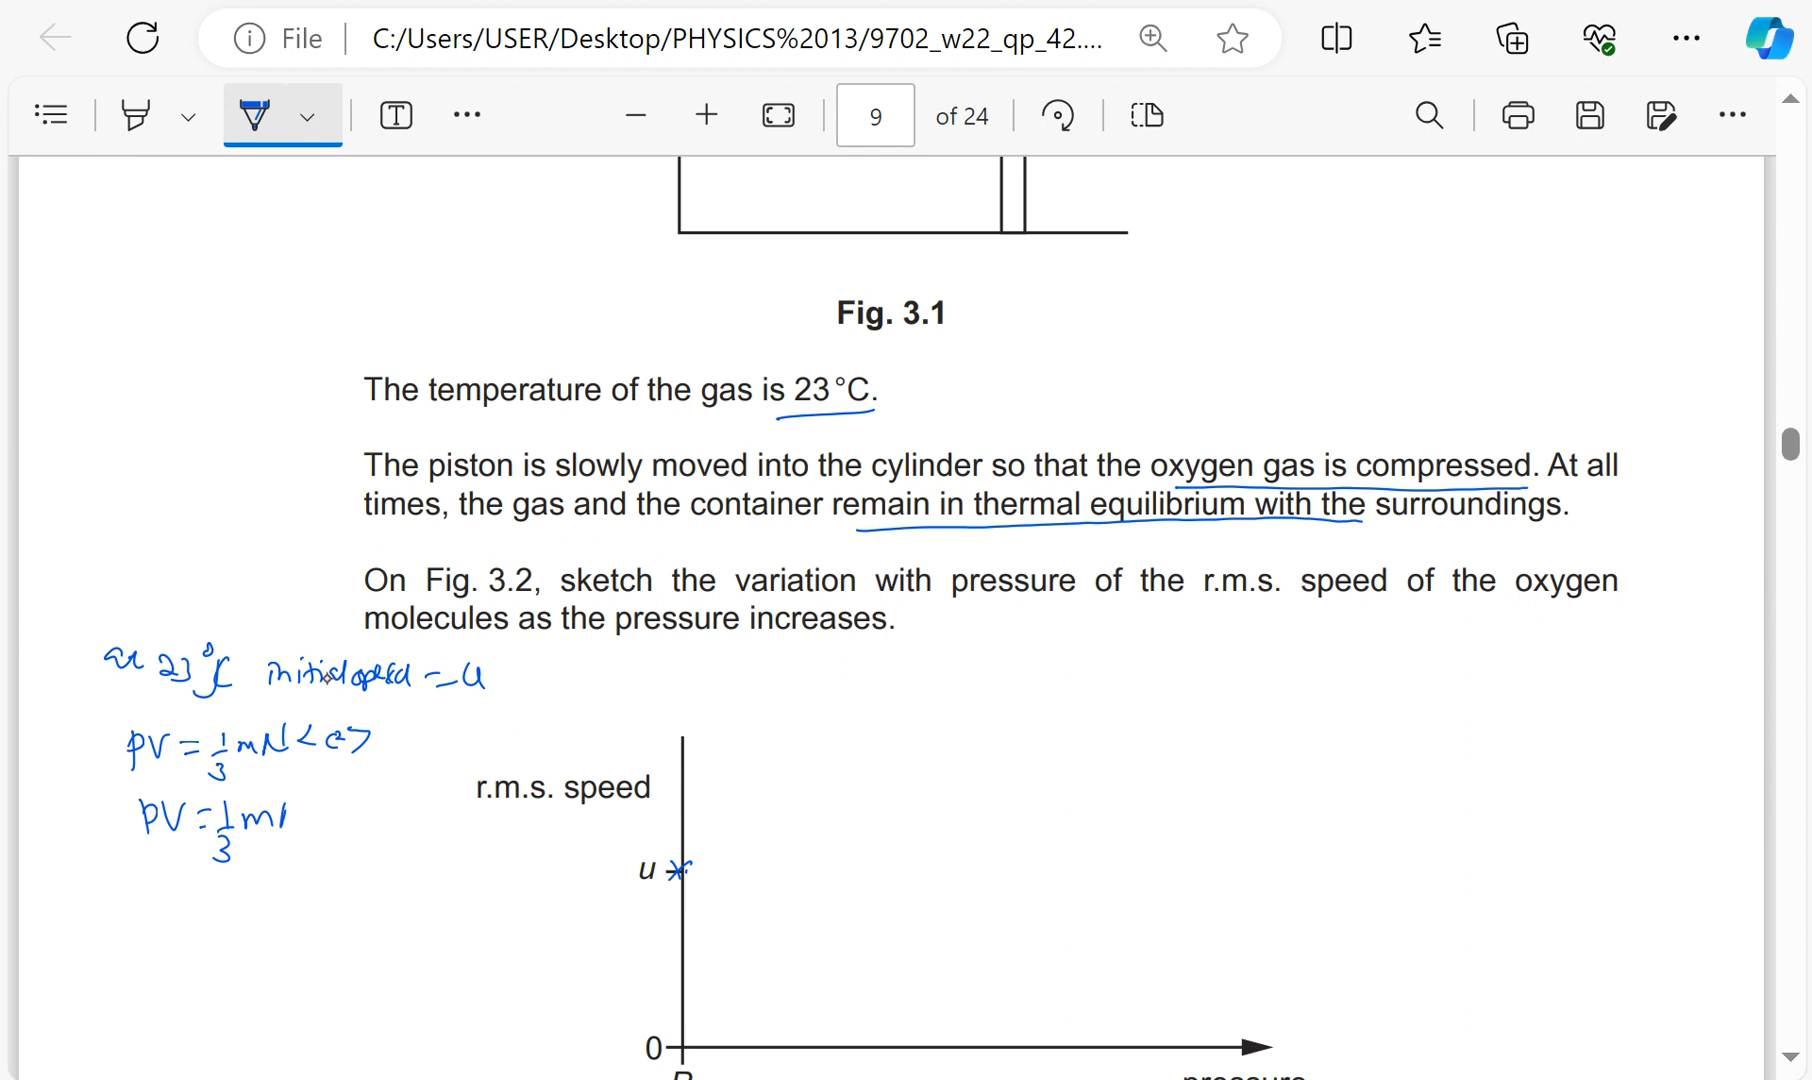 File
C:/Users/USER/Desktop/PHYSICS%2013/9702_w22_qp_42....
9 of 24
Fig. 3.1
The temperature of the gas is 23 °C.
The piston is slowly moved into the cylinder so that the oxygen gas is compressed. At all
times, the gas and the container remain in thermal equilibrium with the surroundings.
On Fig. 3.2, sketch the variation with pressure of the r.m.s. speed of the oxygen
molecules as the pressure increases.
at 23°C initial speed = u
PV = 1/3 mN<c²>
PV = 1/3 m
r.m.s. speed
u
0
pressure